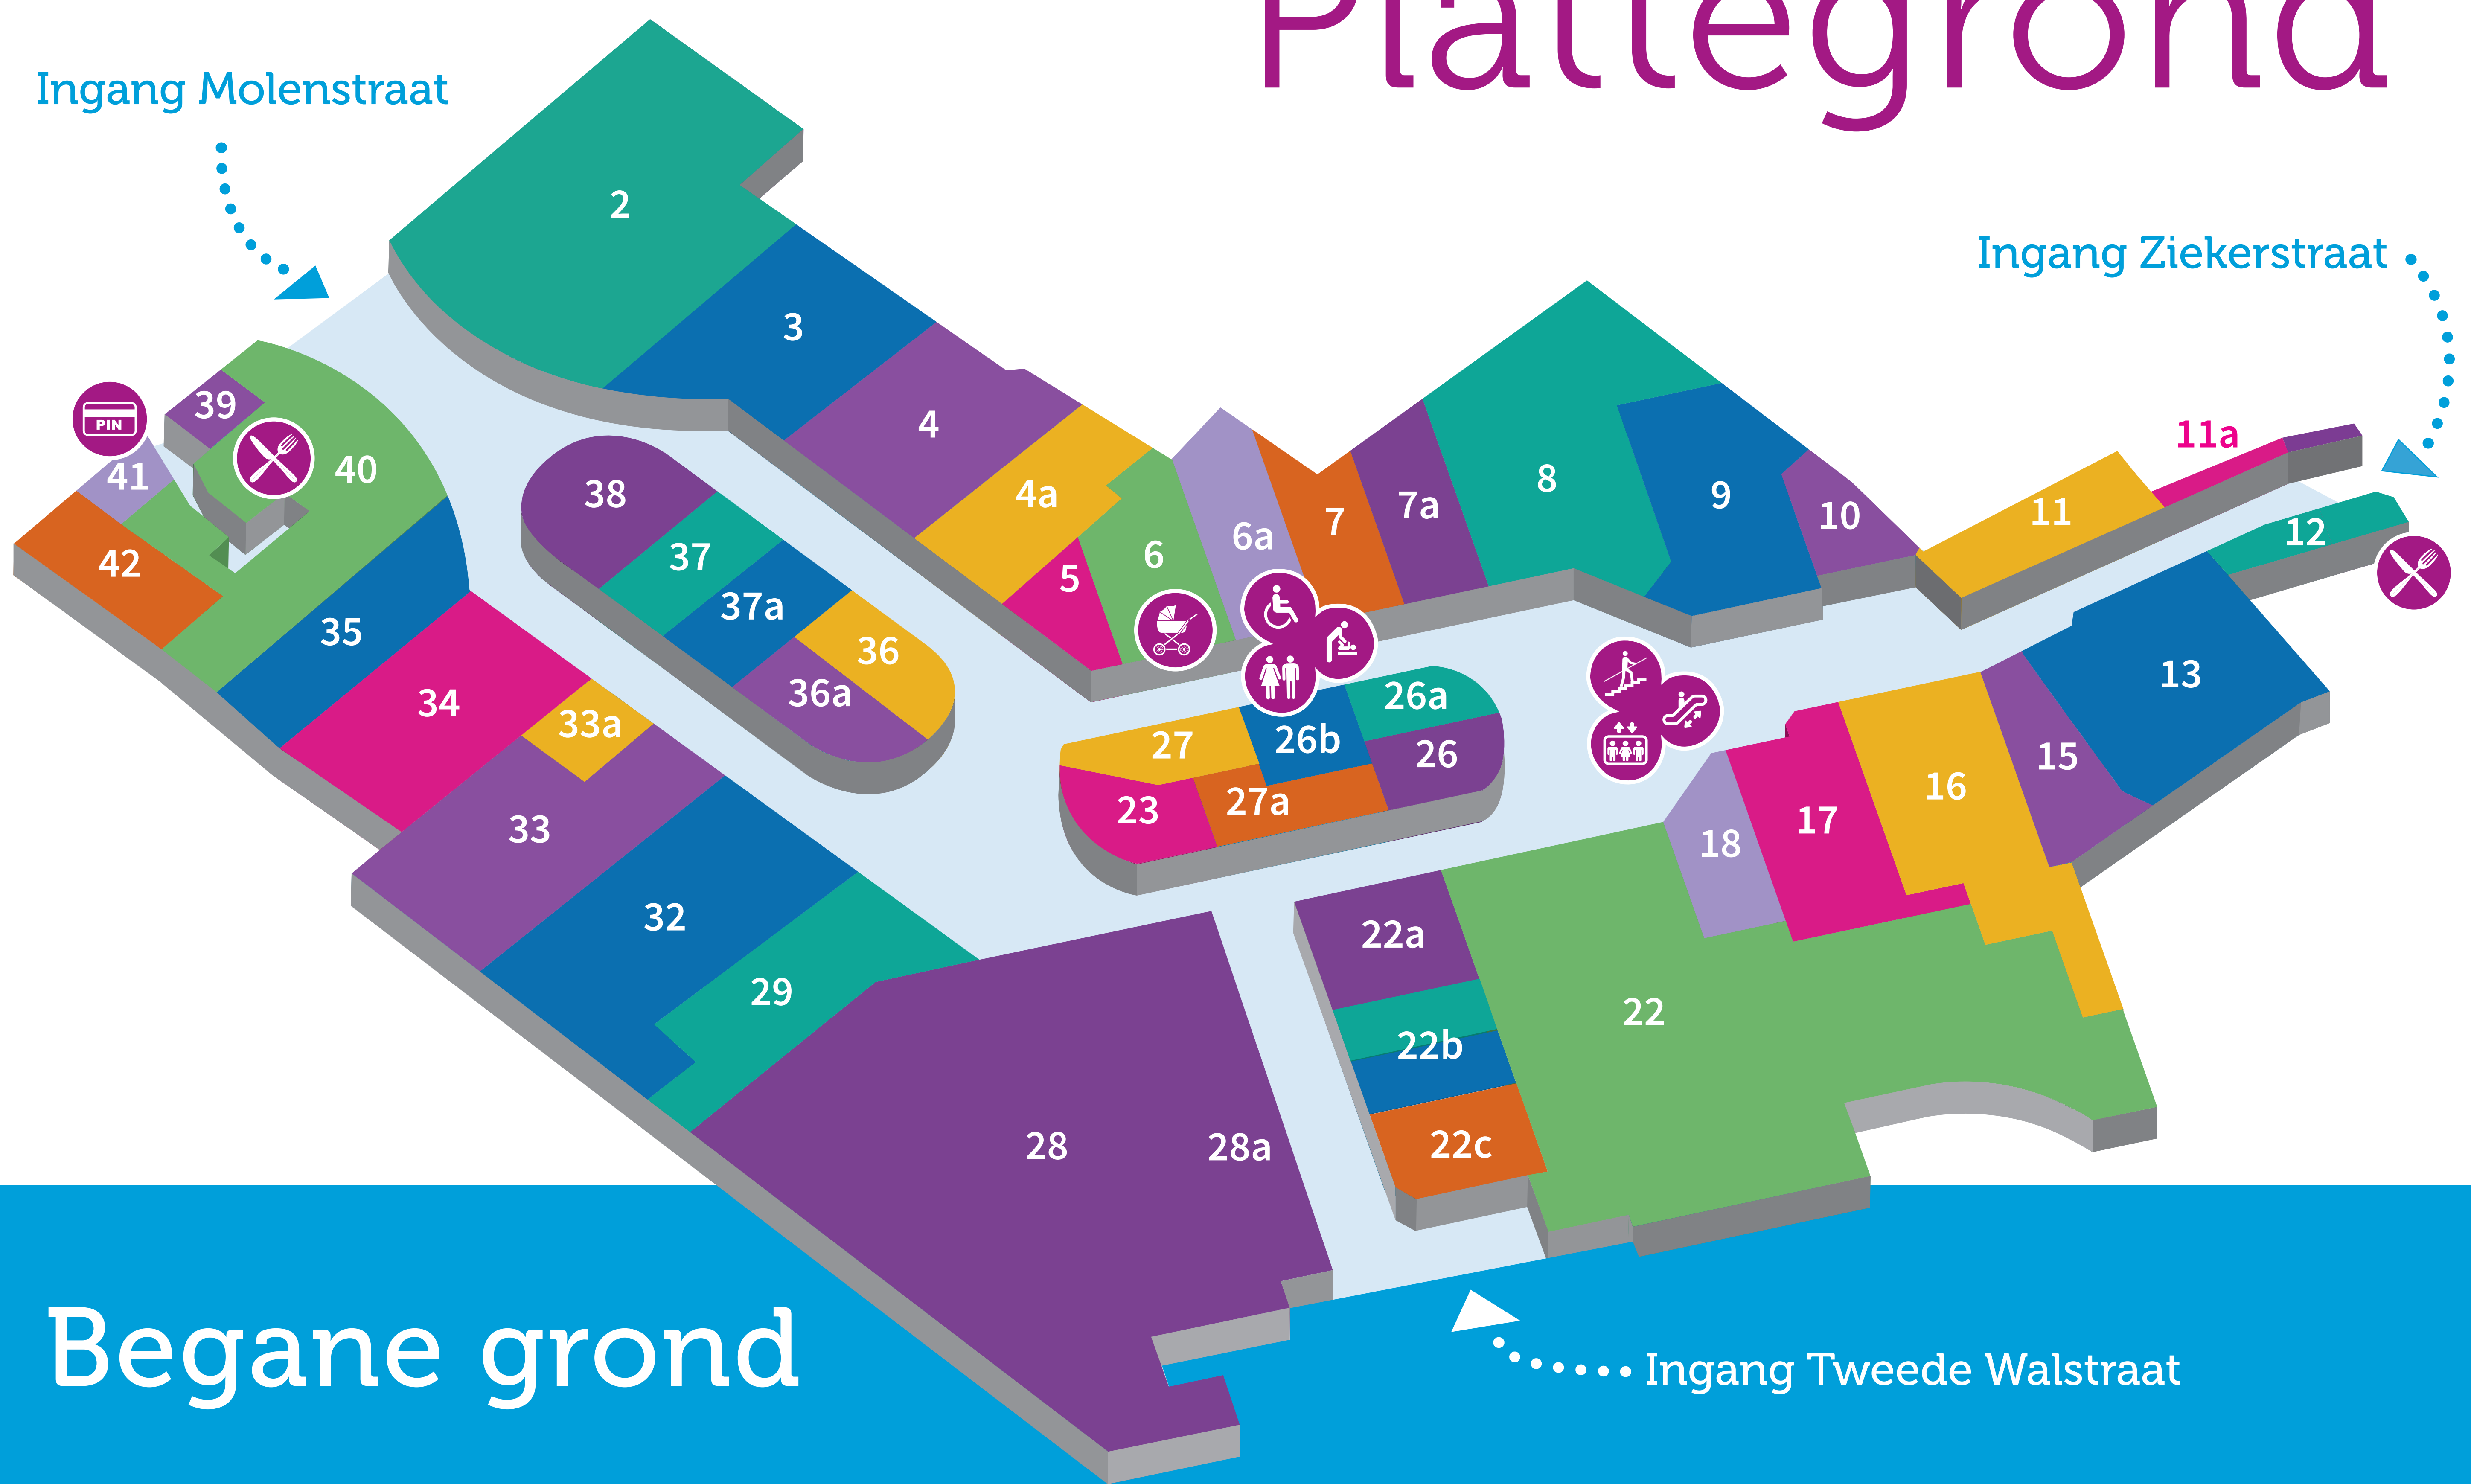 Plattegrond
Ingang Molenstraat
2
Ingang Ziekerstraat
3
39
PIN
4
11a
41
40
38
4a
8
9
7a
10
11
7
6a
12
37
6
42
5
37a
35
36
13
36a
26a
34
33a
27
26b
26
15
16
23
27a
17
33
18
32
22a
29
22
22b
28
28a
22c
Begane grond
Ingang Tweede Walstraat